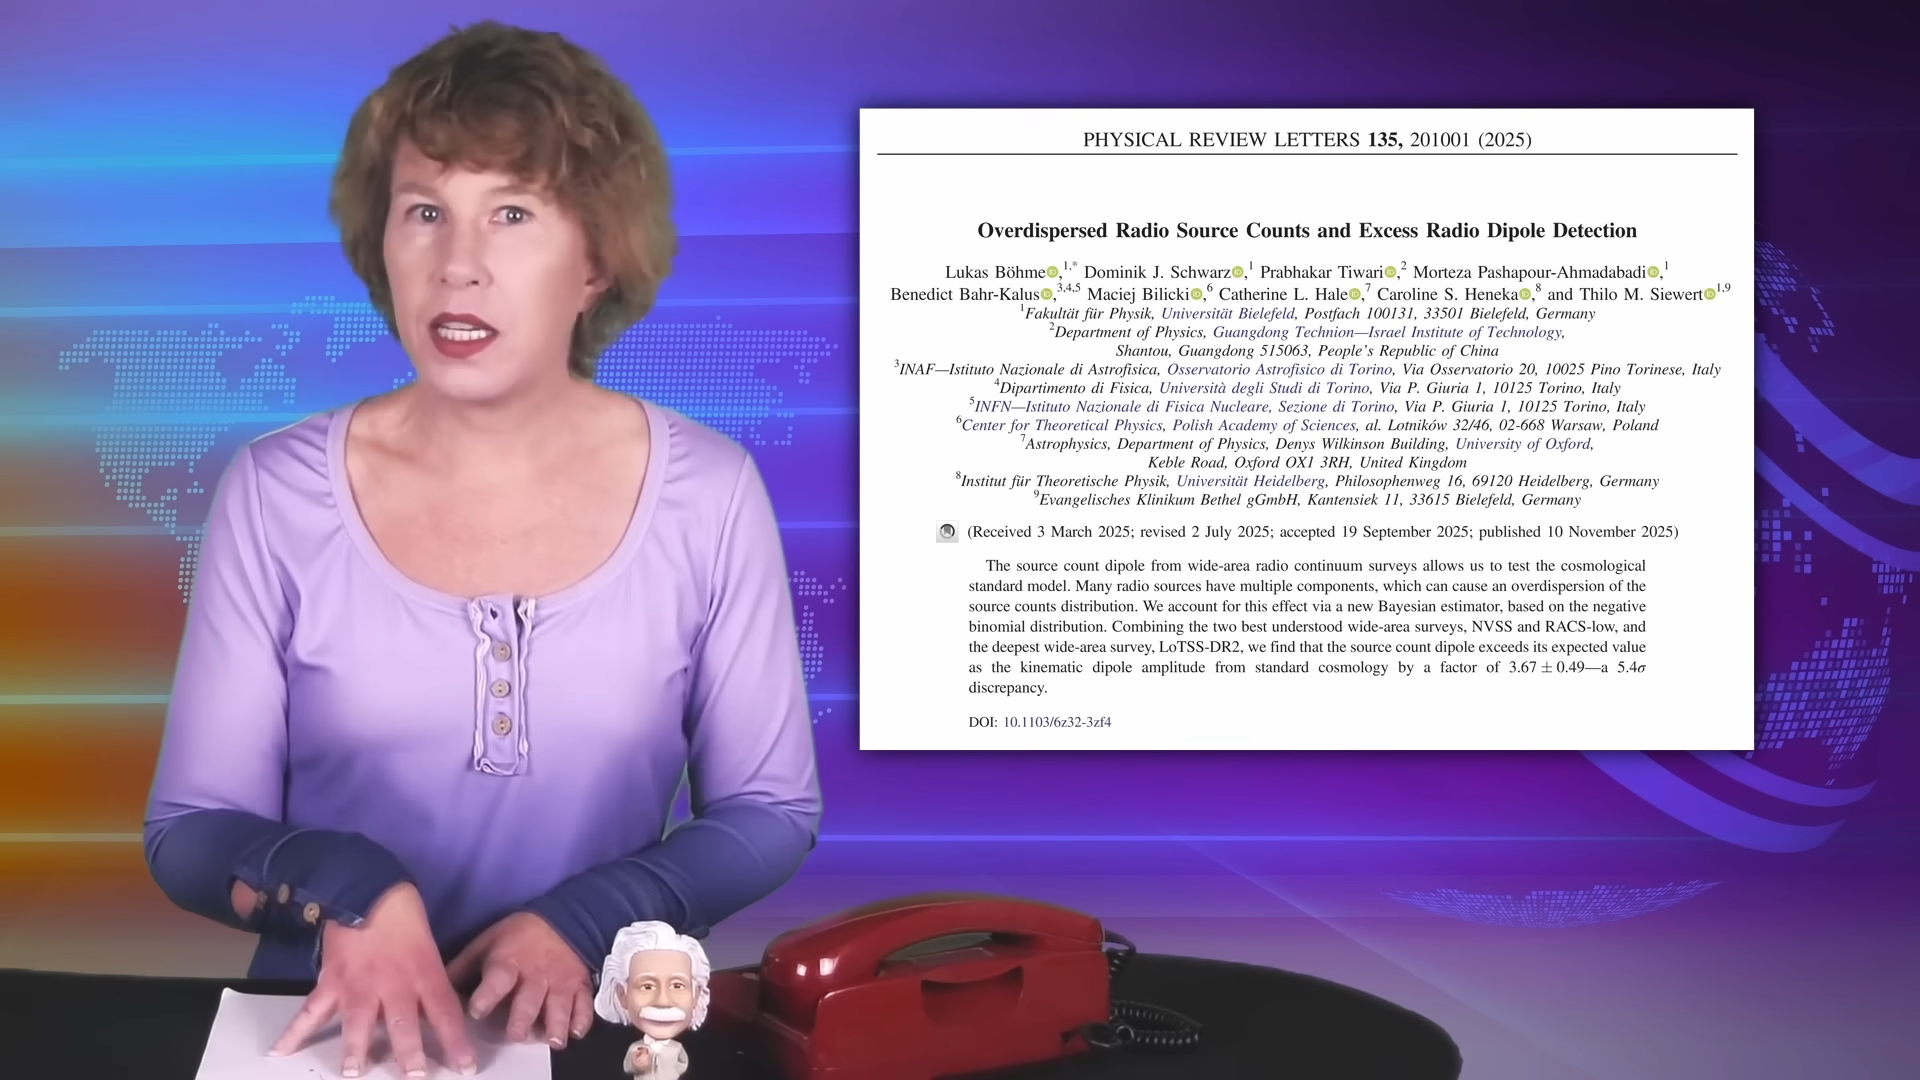 PHYSICAL REVIEW LETTERS 135, 201001 (2025)
Overdispersed Radio Source Counts and Excess Radio Dipole Detection
Lukas Böhme,1,* Dominik J. Schwarz,1 Prabhakar Tiwari,2 Morteza Pashapour-Ahmadabadi,1
Benedict Bahr-Kalus,3,4,5 Maciej Bilicki,6 Catherine L. Hale,7 Caroline S. Heneka,8 and Thilo M. Siewert1,9
1Fakultät für Physik, Universität Bielefeld, Postfach 100131, 33501 Bielefeld, Germany
2Department of Physics, Guangdong Technion—Israel Institute of Technology,
Shantou, Guangdong 515063, People's Republic of China
3INAF—Istituto Nazionale di Astrofisica, Osservatorio Astrofisico di Torino, Via Osservatorio 20, 10025 Pino Torinese, Italy
4Dipartimento di Fisica, Università degli Studi di Torino, Via P. Giuria 1, 10125 Torino, Italy
5INFN—Istituto Nazionale di Fisica Nucleare, Sezione di Torino, Via P. Giuria 1, 10125 Torino, Italy
6Center for Theoretical Physics, Polish Academy of Sciences, al. Lotników 32/46, 02-668 Warsaw, Poland
7Astrophysics, Department of Physics, Denys Wilkinson Building, University of Oxford,
Keble Road, Oxford OX1 3RH, United Kingdom
8Institut für Theoretische Physik, Universität Heidelberg, Philosophenweg 16, 69120 Heidelberg, Germany
9Evangelisches Klinikum Bethel gGmbH, Kantensiek 11, 33615 Bielefeld, Germany
(Received 3 March 2025; revised 2 July 2025; accepted 19 September 2025; published 10 November 2025)
The source count dipole from wide-area radio continuum surveys allows us to test the cosmological
standard model. Many radio sources have multiple components, which can cause an overdispersion of the
source counts distribution. We account for this effect via a new Bayesian estimator, based on the negative
binomial distribution. Combining the two best understood wide-area surveys, NVSS and RACS-low, and
the deepest wide-area survey, LoTSS-DR2, we find that the source count dipole exceeds its expected value
as the kinematic dipole amplitude from standard cosmology by a factor of 3.67 ± 0.49—a 5.4σ
discrepancy.
DOI: 10.1103/6z32-3zf4